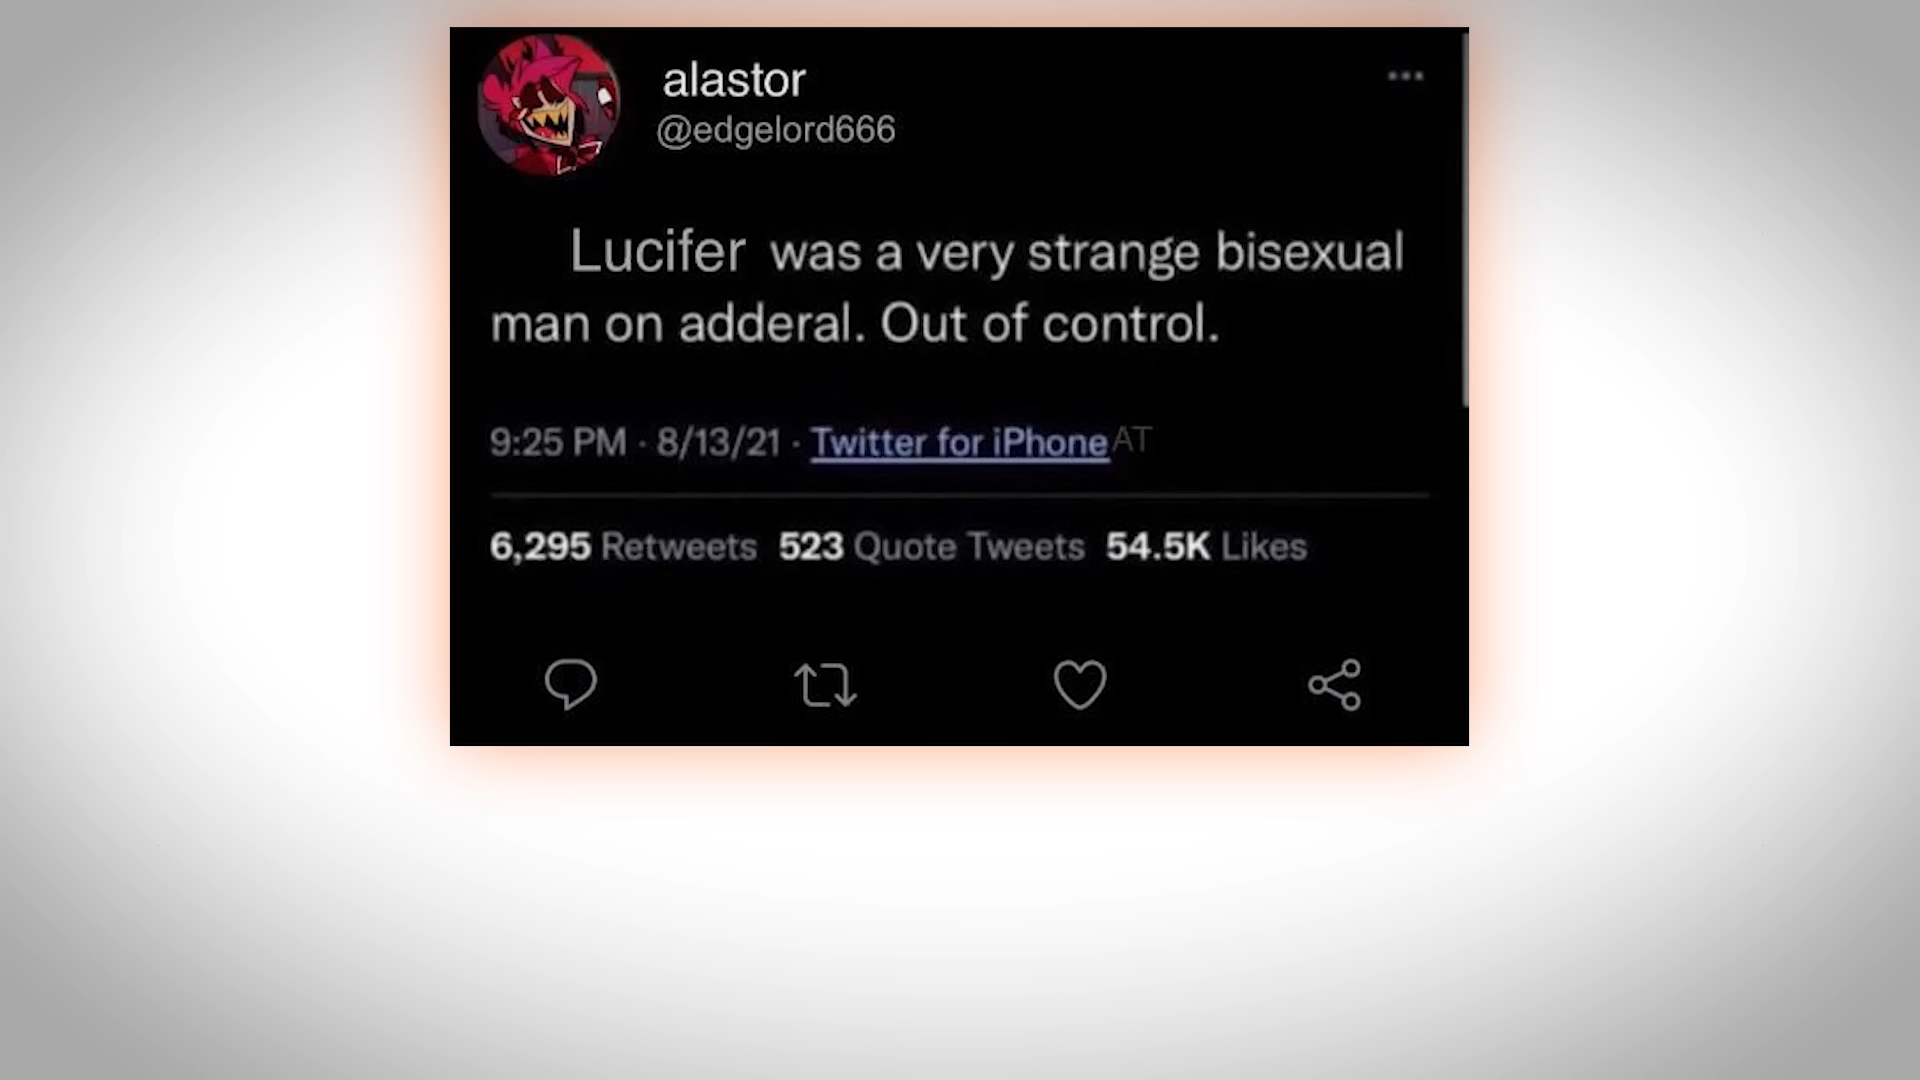 alastor
@edgelord666
Lucifer was a very strange bisexual
man on adderal. Out of control.
9:25 PM · 8/13/21 · Twitter for iPhone AT
6,295 Retweets 523 Quote Tweets 54.5K Likes